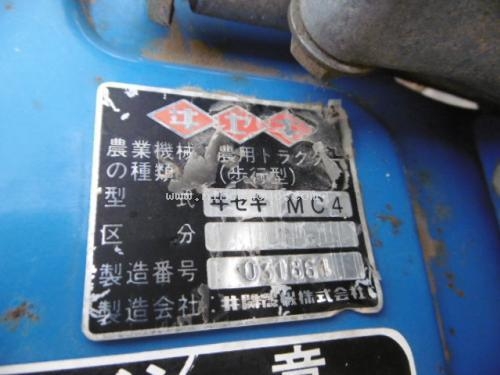 ヰセキ
農業機械の種類 農用トラクター(歩行型)
型式 ヰセキ MC4
区分
製造番号 031861
製造会社 井関農機株式会社
注意